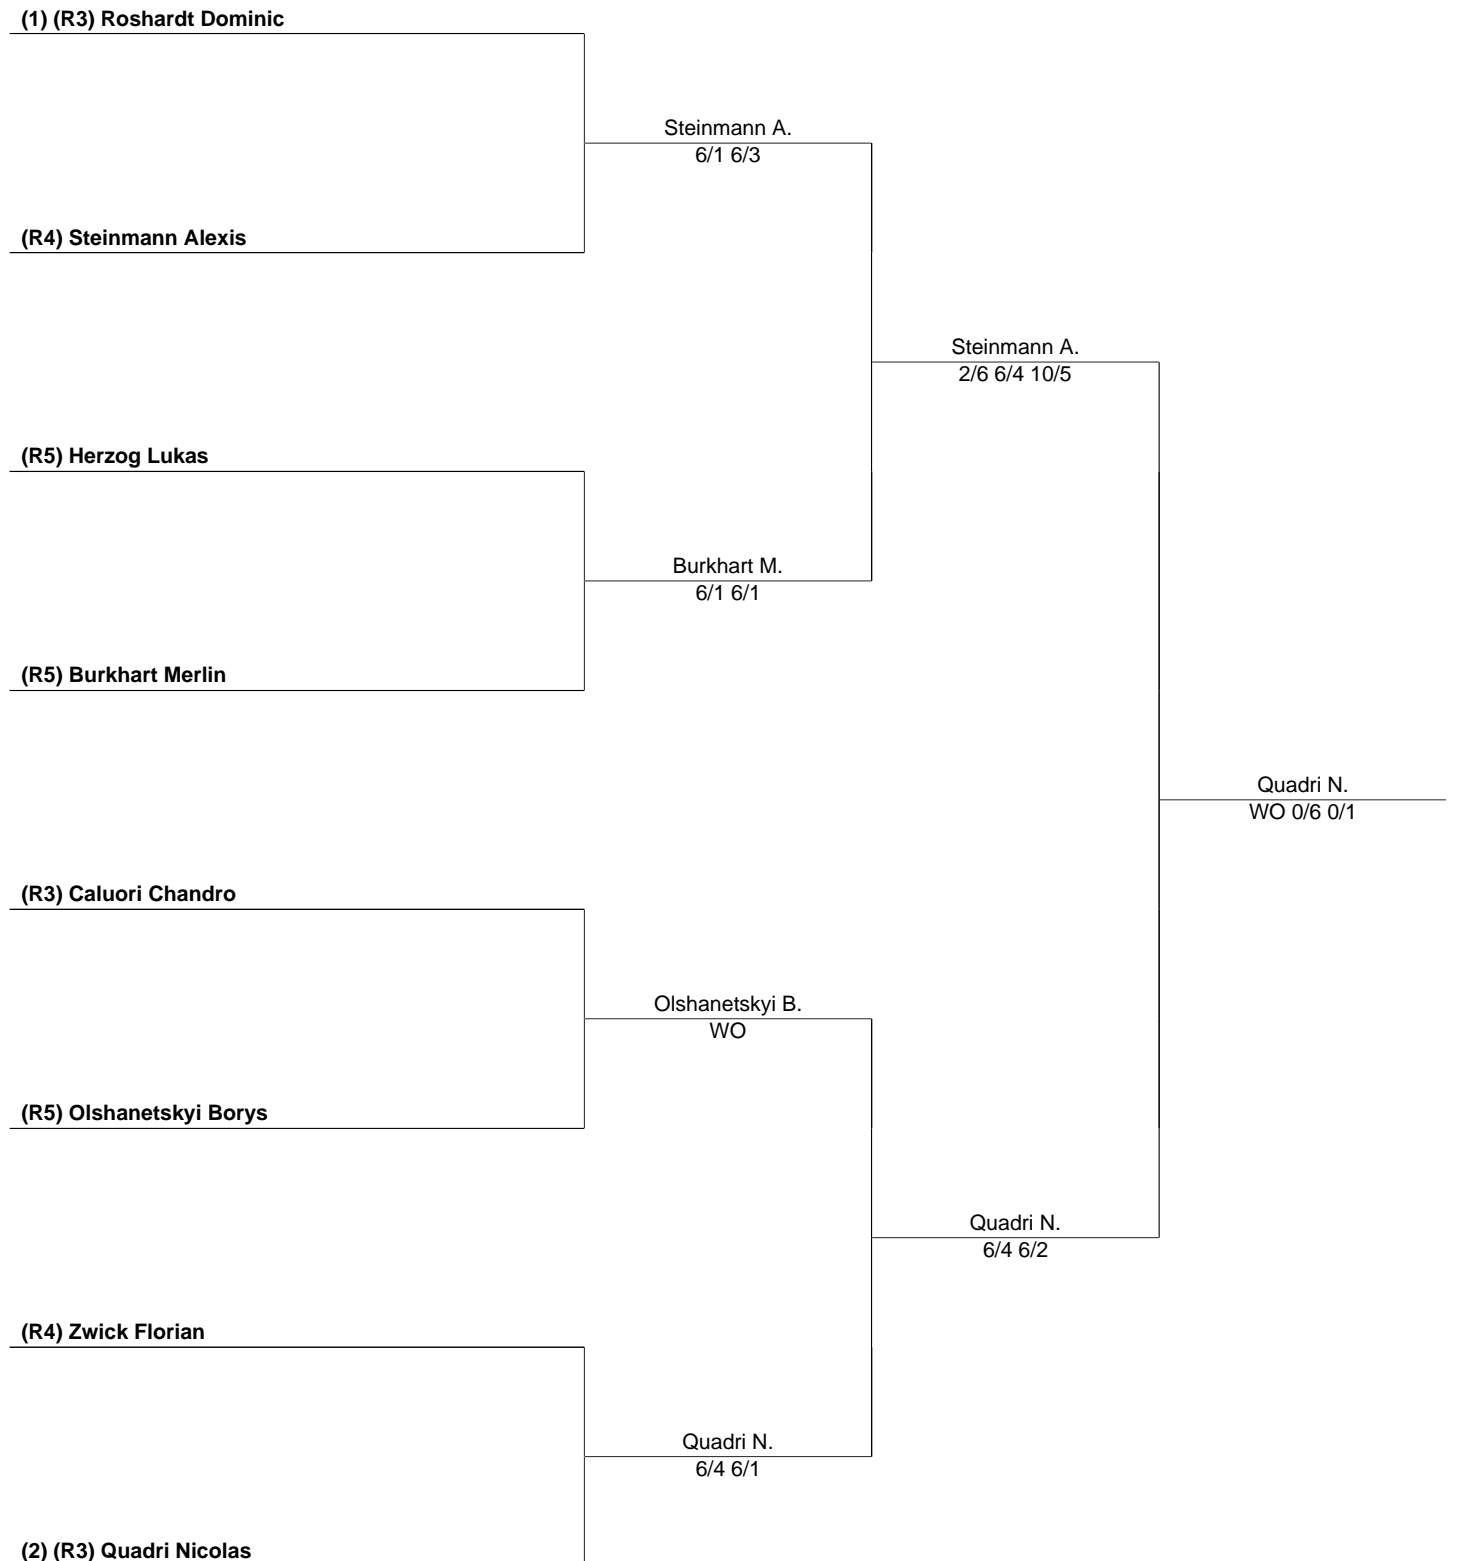 (1) (R3) Roshardt Dominic
Steinmann A.
6/1 6/3
(R4) Steinmann Alexis
Steinmann A.
2/6 6/4 10/5
(R5) Herzog Lukas
Burkhart M.
6/1 6/1
(R5) Burkhart Merlin
Quadri N.
WO 0/6 0/1
(R3) Caluori Chandro
Olshanetskyi B.
WO
(R5) Olshanetskyi Borys
Quadri N.
6/4 6/2
(R4) Zwick Florian
Quadri N.
6/4 6/1
(2) (R3) Quadri Nicolas